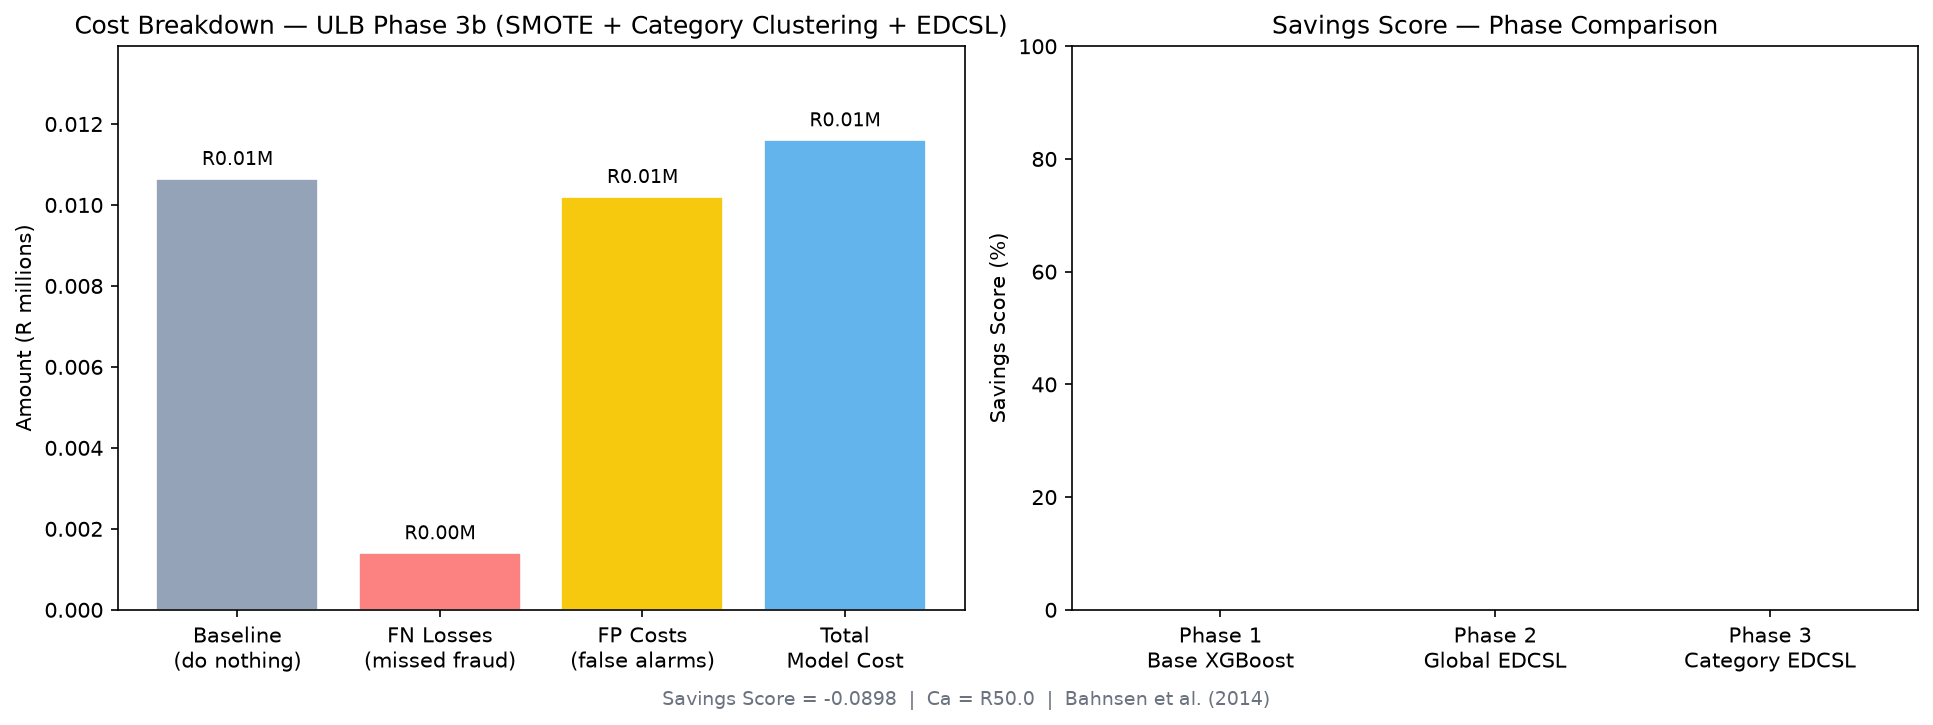 Cost Breakdown — ULB Phase 3b (SMOTE + Category Clustering + EDCSL)
Amount (R millions)
0.012
0.010
0.008
0.006
0.004
0.002
0.000
R0.01M
R0.00M
R0.01M
R0.01M
Baseline
(do nothing)
FN Losses
(missed fraud)
FP Costs
(false alarms)
Total
Model Cost
Savings Score — Phase Comparison
Savings Score (%)
100
80
60
40
20
0
Phase 1
Base XGBoost
Phase 2
Global EDCSL
Phase 3
Category EDCSL
Savings Score = -0.0898 | Ca = R50.0 | Bahnsen et al. (2014)